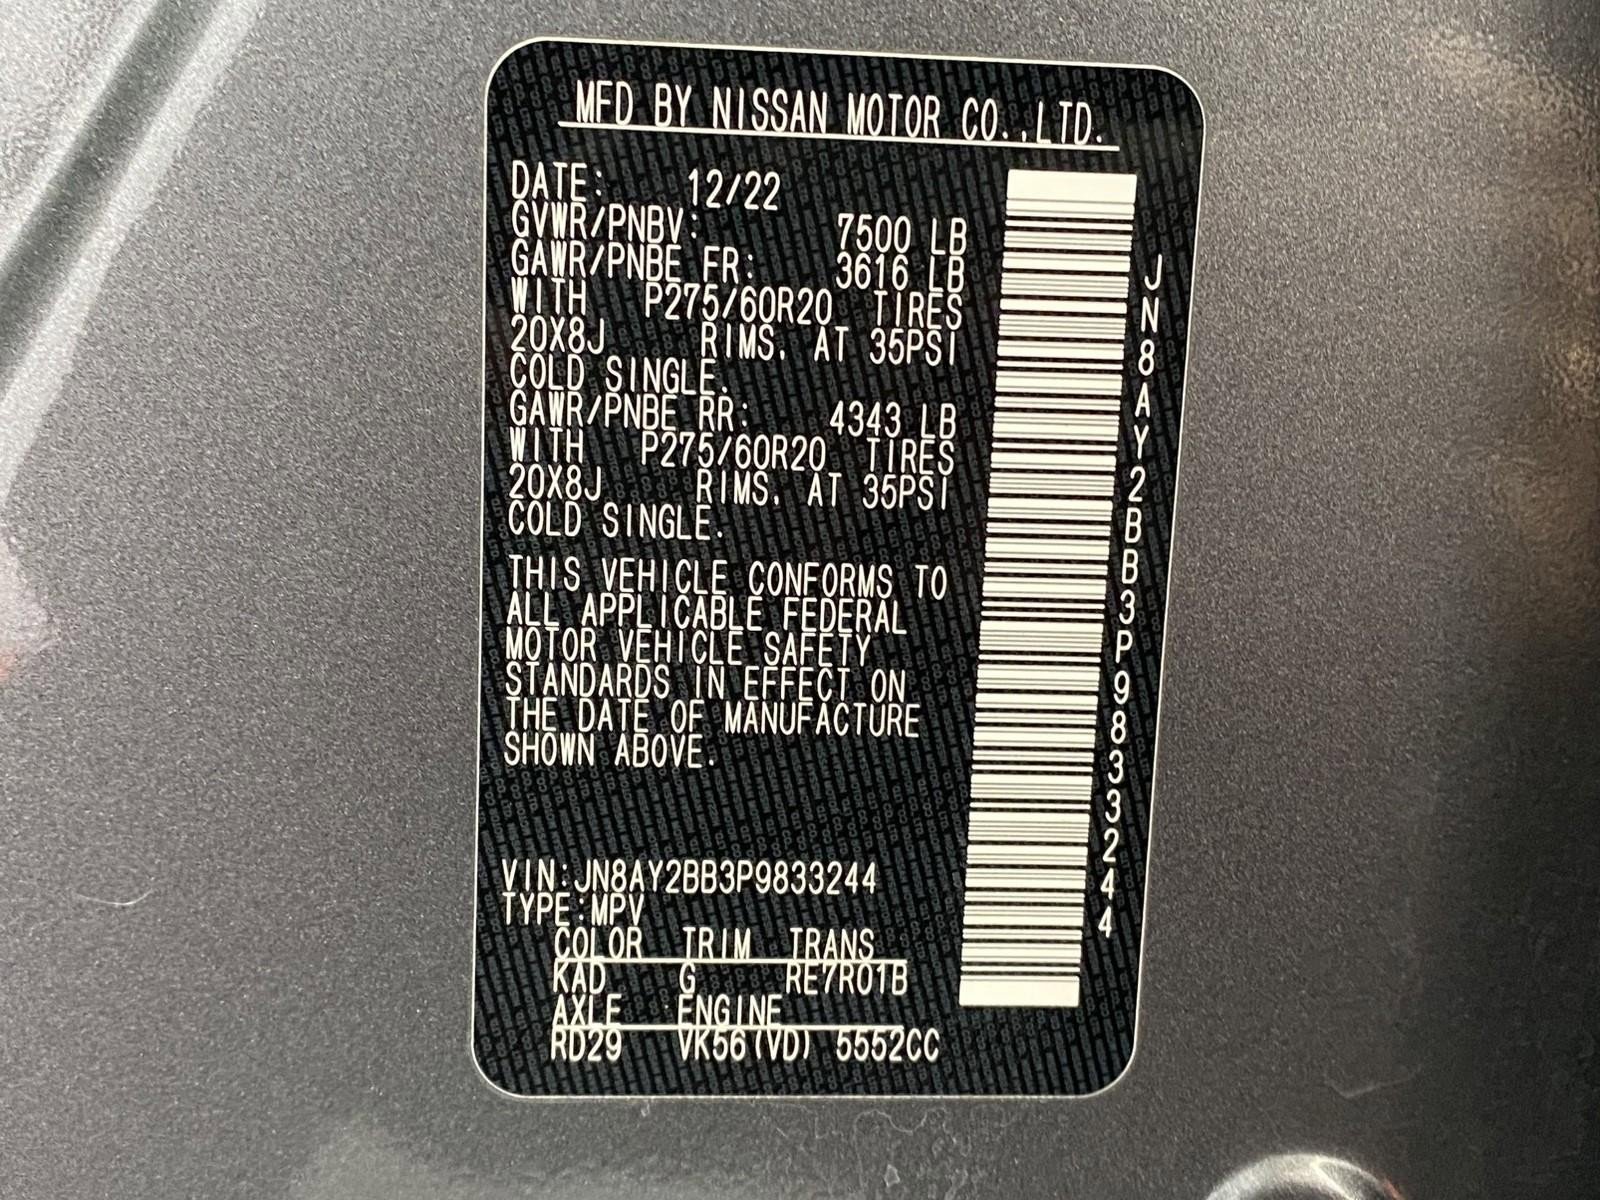 MFD BY NISSAN MOTOR CO.,LTD.
DATE: 12/22
GVWR/PNBV: 7500 LB
GAWR/PNBE FR: 3616 LB
WITH P275/60R20 TIRES
20X8J RIMS, AT 35PSI
COLD SINGLE.
GAWR/PNBE RR: 4343 LB
WITH P275/60R20 TIRES
20X8J RIMS, AT 35PSI
COLD SINGLE.
THIS VEHICLE CONFORMS TO
ALL APPLICABLE FEDERAL
MOTOR VEHICLE SAFETY
STANDARDS IN EFFECT ON
THE DATE OF MANUFACTURE
SHOWN ABOVE.
VIN:JN8AY2BB3P9833244
TYPE:MPV
COLOR TRIM TRANS
KAD G RE7R01B
AXLE ENGINE
RD29 VK56(VD) 5552CC
JN8AY2BB3P9833244